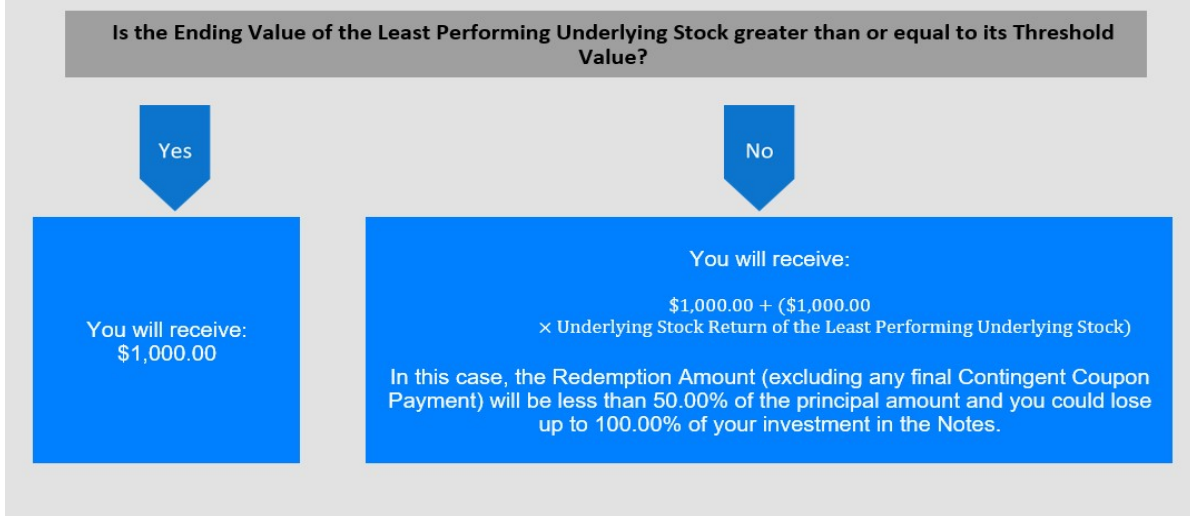 Is the Ending Value of the Least Performing Underlying Stock greater than or equal to its Threshold
Value?
Yes
No
You will receive:
$1,000.00
You will receive:
$1,000.00 + ($1,000.00
× Underlying Stock Return of the Least Performing Underlying Stock)
In this case, the Redemption Amount (excluding any final Contingent Coupon
Payment) will be less than 50.00% of the principal amount and you could lose
up to 100.00% of your investment in the Notes.